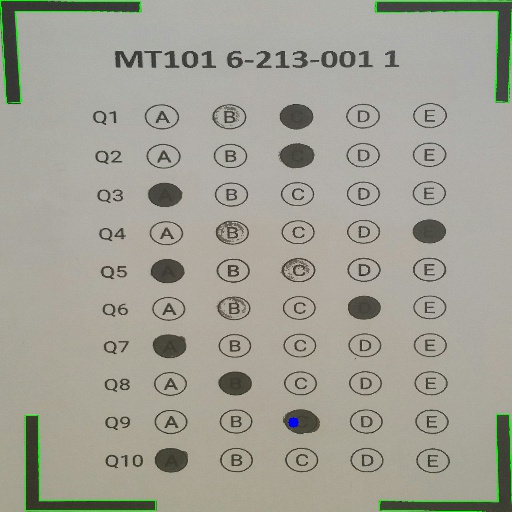 MT101 6-213-001 1
Q1 A B C D E
Q2 A B C D E
Q3 A B C D E
Q4 A B C D E
Q5 A B C D E
Q6 A B C D E
Q7 A B C D E
Q8 A B C D E
Q9 A B D E
Q10 A B C D E